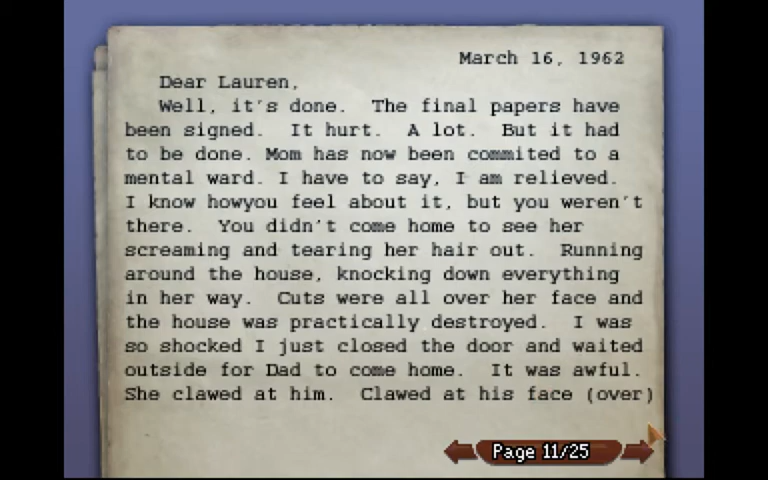 March 16, 1962
Dear Lauren,
Well, it's done. The final papers have
been signed. It hurt. A lot. But it had
to be done. Mom has now been commited to a
mental ward. I have to say, I am relieved.
I know howyou feel about it, but you weren't
there. You didn't come home to see her
screaming and tearing her hair out. Running
around the house, knocking down everything
in her way. Cuts were all over her face and
the house was practically destroyed. I was
so shocked I just closed the door and waited
outside for Dad to come home. It was awful.
She clawed at him. Clawed at his face (over)
Page 11/25